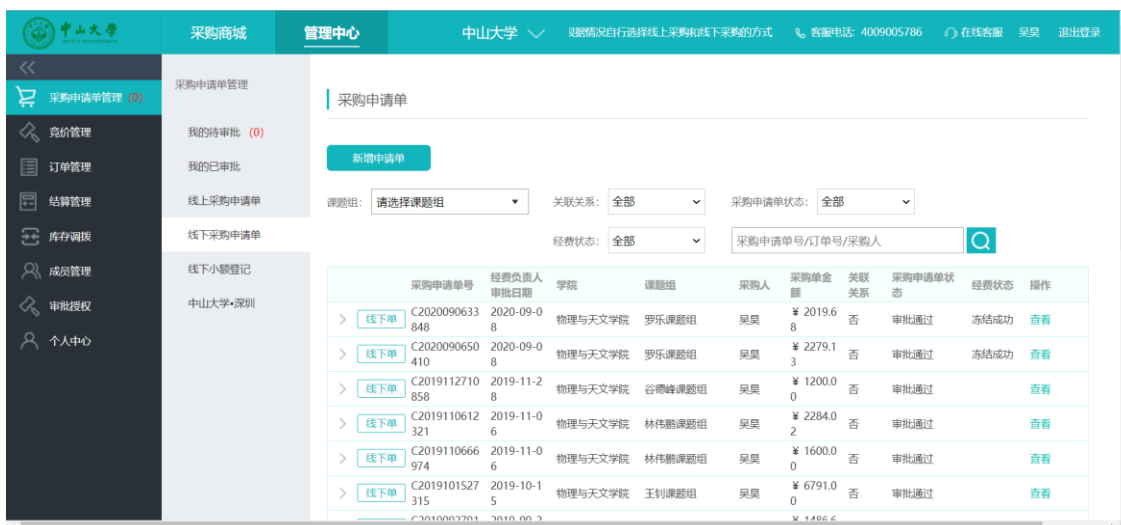 中山大学
采购商城
管理中心
中山大学
据情况自行选择线上采购和线下采购的方式
客服电话: 4009005786
在线客服
吴昊
退出登录
采购申请单管理 (0)
竞价管理
订单管理
结算管理
库存调拨
成员管理
审批授权
个人中心
采购申请单管理
我的待审批 (0)
我的已审批
线上采购申请单
线下采购申请单
线下小额登记
中山大学•深圳
采购申请单
新增申请单
课题组: 请选择课题组 关联关系: 全部 采购申请单状态: 全部
经费状态: 全部 采购申请单号/订单号/采购人
采购申请单号 经费负责人审批日期 学院 课题组 采购人 采购单金额 关联关系 采购申请单状态 经费状态 操作
线下单 C2020090633848 2020-09-08 物理与天文学院 罗乐课题组 吴昊 ¥ 2019.68 否 审批通过 冻结成功 查看
线下单 C2020090650410 2020-09-08 物理与天文学院 罗乐课题组 吴昊 ¥ 2279.13 否 审批通过 冻结成功 查看
线下单 C2019112710858 2019-11-28 物理与天文学院 谷德峰课题组 吴昊 ¥ 1200.00 否 审批通过 查看
线下单 C2019110612321 2019-11-06 物理与天文学院 林伟鹏课题组 吴昊 ¥ 2284.02 否 审批通过 查看
线下单 C2019110666974 2019-11-06 物理与天文学院 林伟鹏课题组 吴昊 ¥ 1600.00 否 审批通过 查看
线下单 C2019101527315 2019-10-15 物理与天文学院 王钊课题组 吴昊 ¥ 6791.00 否 审批通过 查看